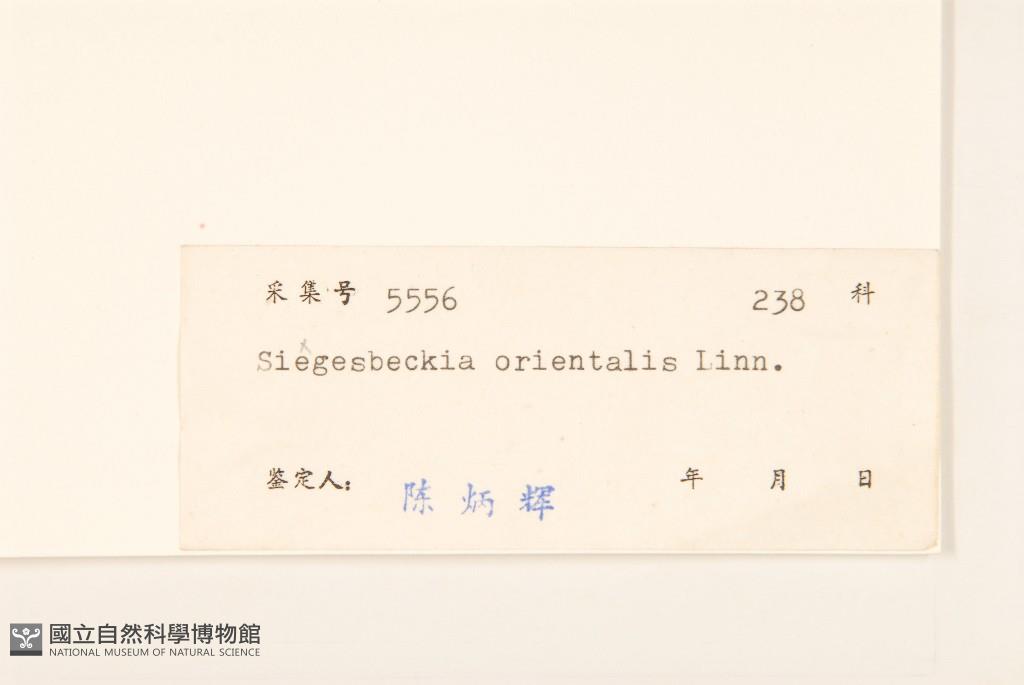 采集号 5556 238 科
Siegesbeckia orientalis Linn.
鉴定人: 陈炳辉 年 月 日
國立自然科學博物館
NATIONAL MUSEUM OF NATURAL SCIENCE